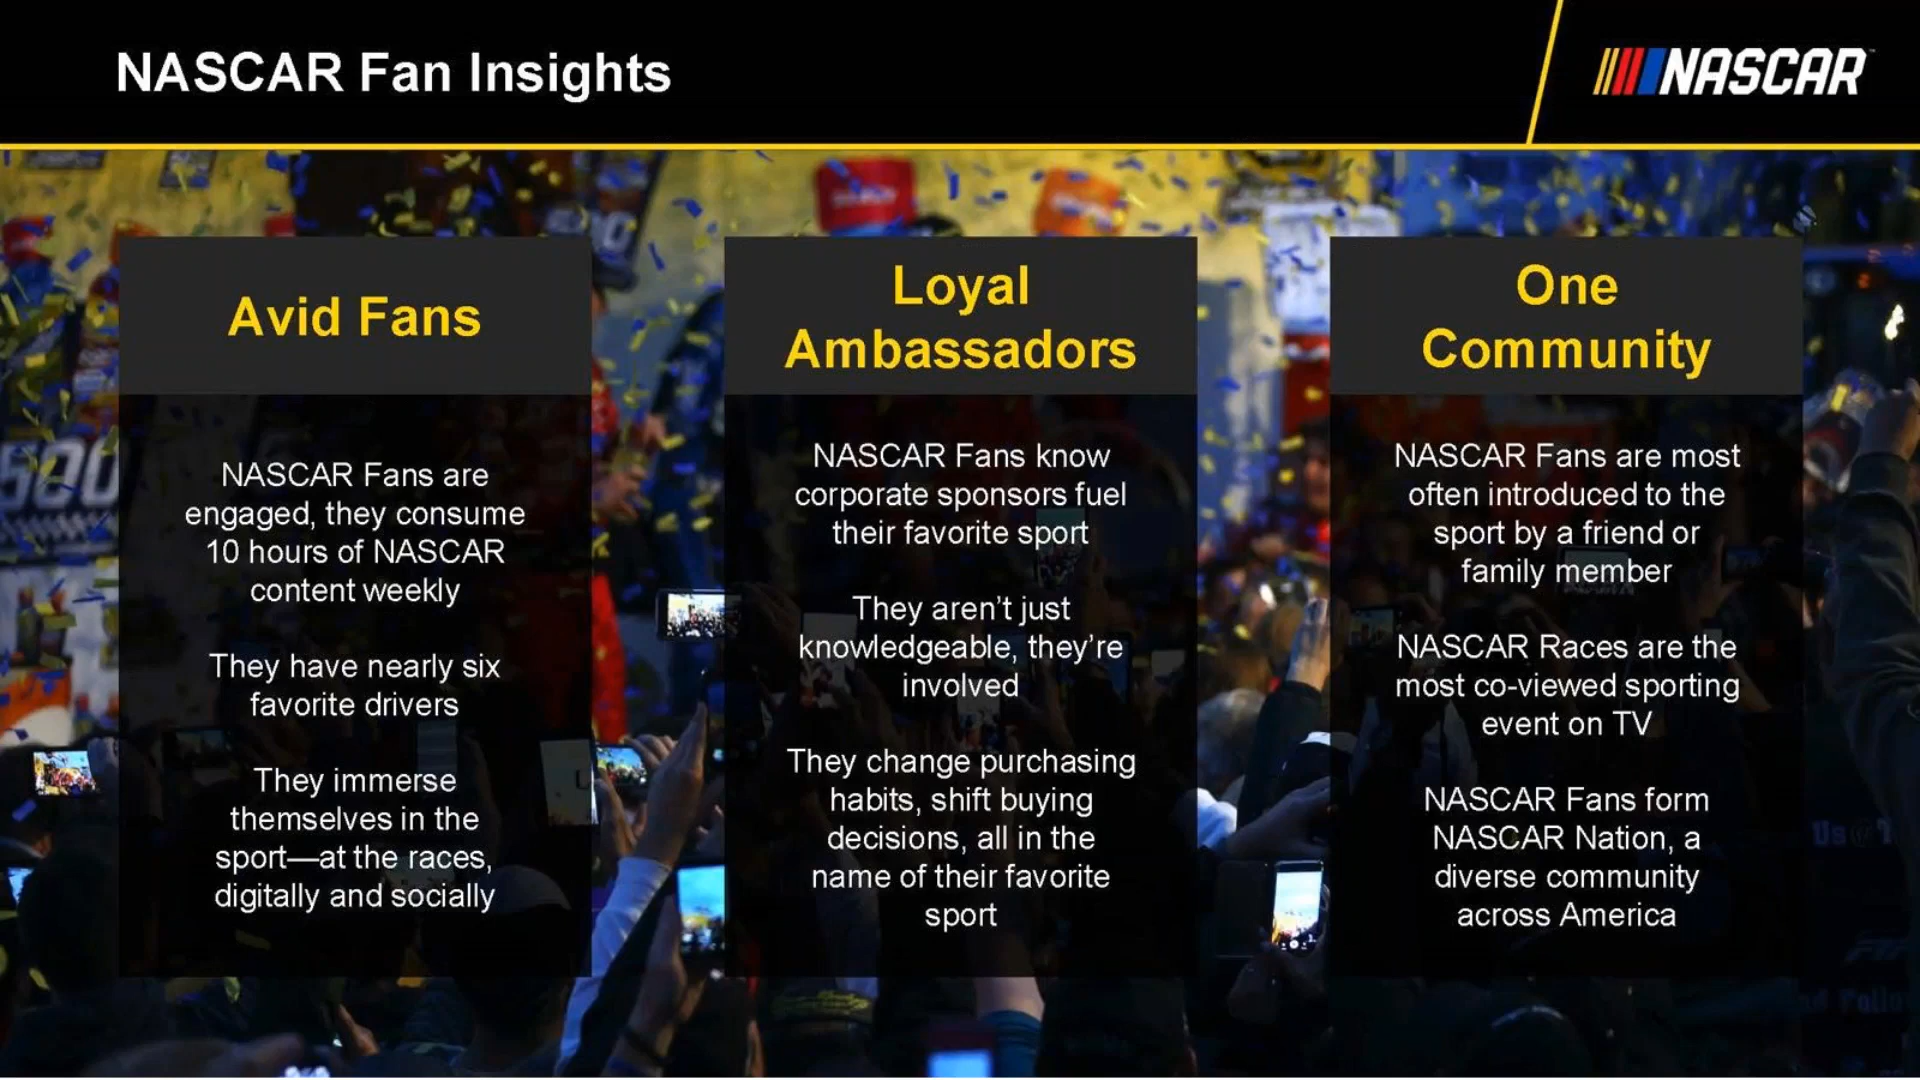 NASCAR Fan Insights
NASCAR
Avid Fans
NASCAR Fans are
engaged, they consume
10 hours of NASCAR
content weekly
They have nearly six
favorite drivers
They immerse
themselves in the
sport—at the races,
digitally and socially
Loyal
Ambassadors
NASCAR Fans know
corporate sponsors fuel
their favorite sport
They aren’t just
knowledgeable, they’re
involved
They change purchasing
habits, shift buying
decisions, all in the
name of their favorite
sport
One
Community
NASCAR Fans are most
often introduced to the
sport by a friend or
family member
NASCAR Races are the
most co-viewed sporting
event on TV
NASCAR Fans form
NASCAR Nation, a
diverse community
across America
500